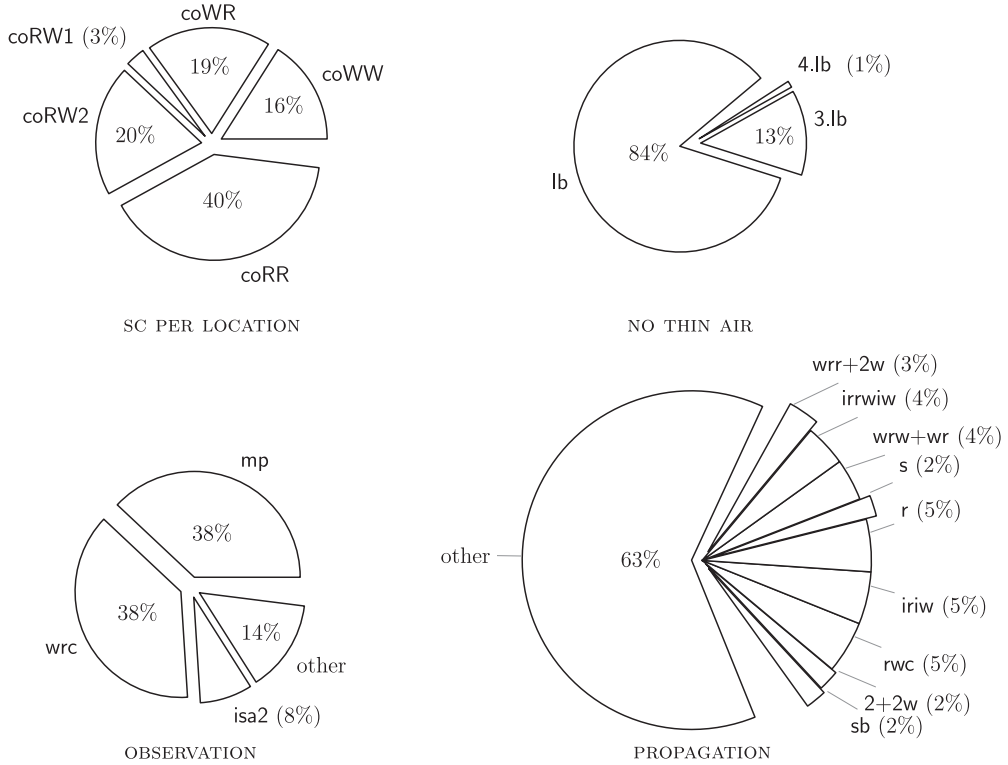 coWR
coRW1 (3%)
19%
coWW
16%
coRW2
20%
40%
coRR
SC PER LOCATION
4.lb (1%)
3.lb
13%
84%
lb
NO THIN AIR
mp
38%
38%
wrc
14%
other
isa2 (8%)
OBSERVATION
wrr+2w (3%)
irrwiw (4%)
wrw+wr (4%)
s (2%)
r (5%)
other
63%
iriw (5%)
rwc (5%)
2+2w (2%)
sb (2%)
PROPAGATION